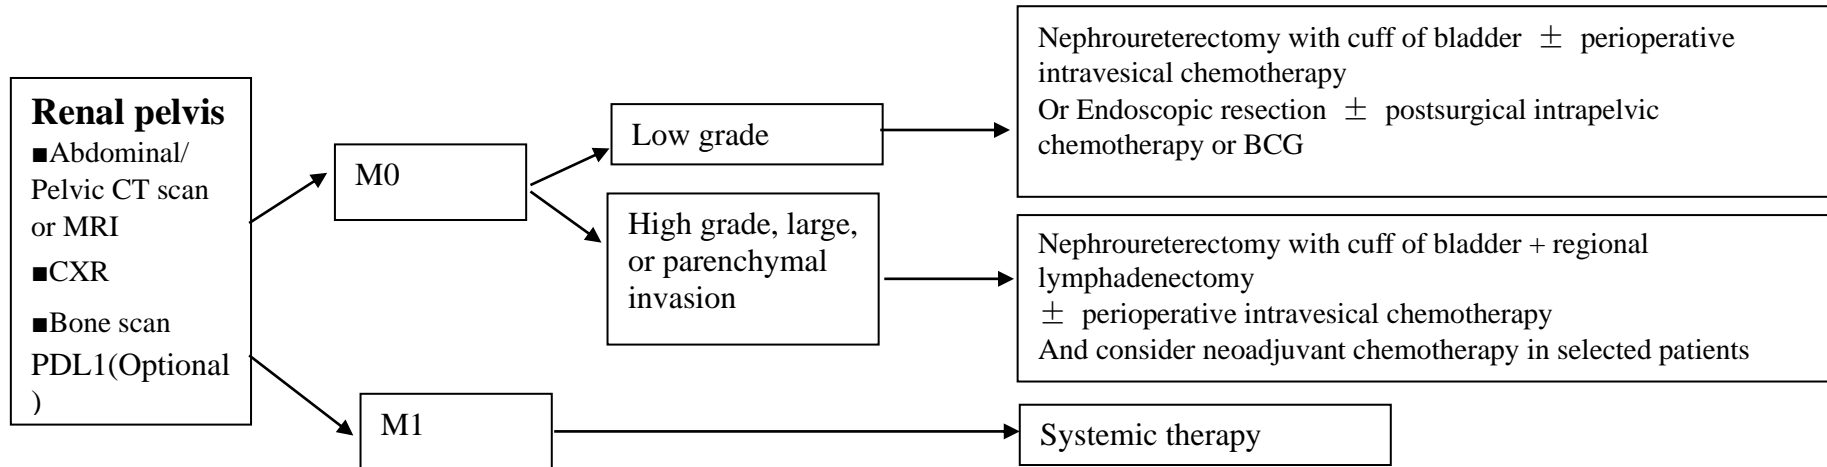 Renal pelvis
■Abdominal/
Pelvic CT scan
or MRI
■CXR
■Bone scan
PDL1(Optional
)
M0
M1
Low grade
High grade, large,
or parenchymal
invasion
Nephroureterectomy with cuff of bladder ± perioperative
intravesical chemotherapy
Or Endoscopic resection ± postsurgical intrapelvic
chemotherapy or BCG
Nephroureterectomy with cuff of bladder + regional
lymphadenectomy
± perioperative intravesical chemotherapy
And consider neoadjuvant chemotherapy in selected patients
Systemic therapy